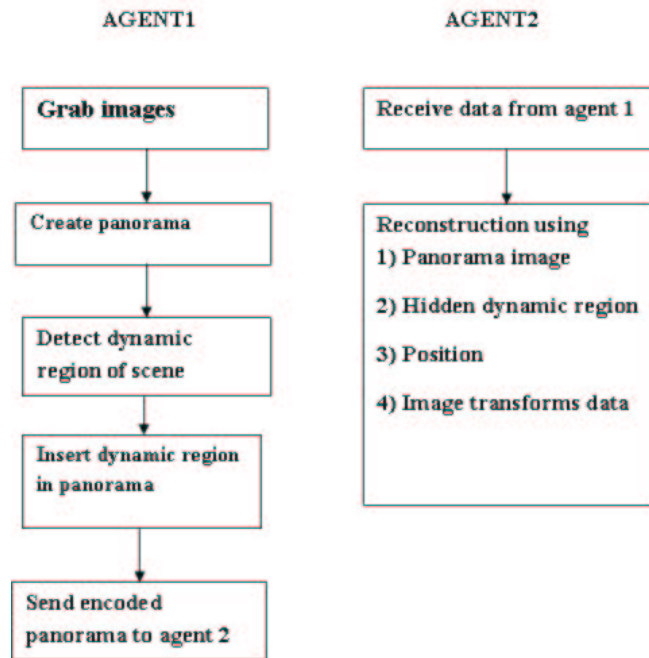 AGENT1
Grab images
Create panorama
Detect dynamic
region of scene
Insert dynamic region
in panorama
Send encoded
panorama to agent 2
AGENT2
Receive data from agent 1
Reconstruction using
1) Panorama image
2) Hidden dynamic region
3) Position
4) Image transforms data